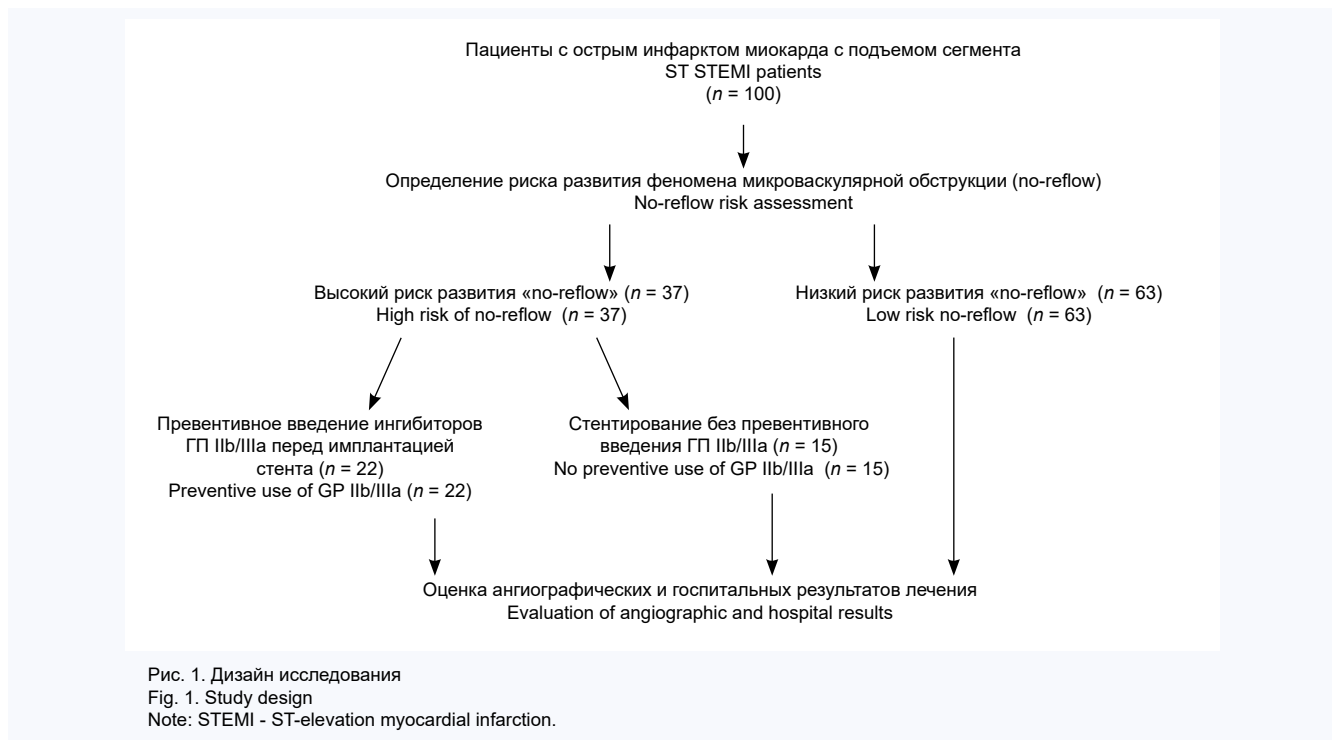 Пациенты с острым инфарктом миокарда с подъемом сегмента
ST STEMI patients
(n = 100)
Определение риска развития феномена микроваскулярной обструкции (no-reflow)
No-reflow risk assessment
Высокий риск развития «no-reflow» (n = 37)
High risk of no-reflow (n = 37)
Низкий риск развития «no-reflow» (n = 63)
Low risk no-reflow (n = 63)
Превентивное введение ингибиторов
ГП IIb/IIIa перед имплантацией
стента (n = 22)
Preventive use of GP IIb/IIIa (n = 22)
Стентирование без превентивного
введения ГП IIb/IIIa (n = 15)
No preventive use of GP IIb/IIIa (n = 15)
Оценка ангиографических и госпитальных результатов лечения
Evaluation of angiographic and hospital results
Рис. 1. Дизайн исследования
Fig. 1. Study design
Note: STEMI - ST-elevation myocardial infarction.